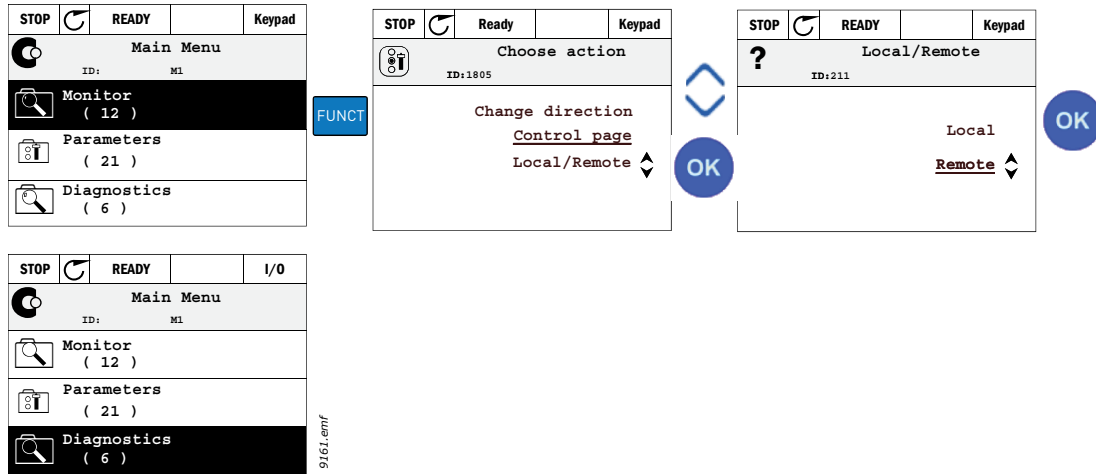 STOP READY Keypad
Main Menu
ID: M1
Monitor
( 12 )
Parameters
( 21 )
Diagnostics
( 6 )
FUNCT
STOP Ready Keypad
Choose action
ID:1805
Change direction
Control page
Local/Remote
OK
STOP READY Keypad
? Local/Remote
ID:211
Local
Remote
OK
STOP READY I/O
Main Menu
ID: M1
Monitor
( 12 )
Parameters
( 21 )
Diagnostics
( 6 )
9161.emf